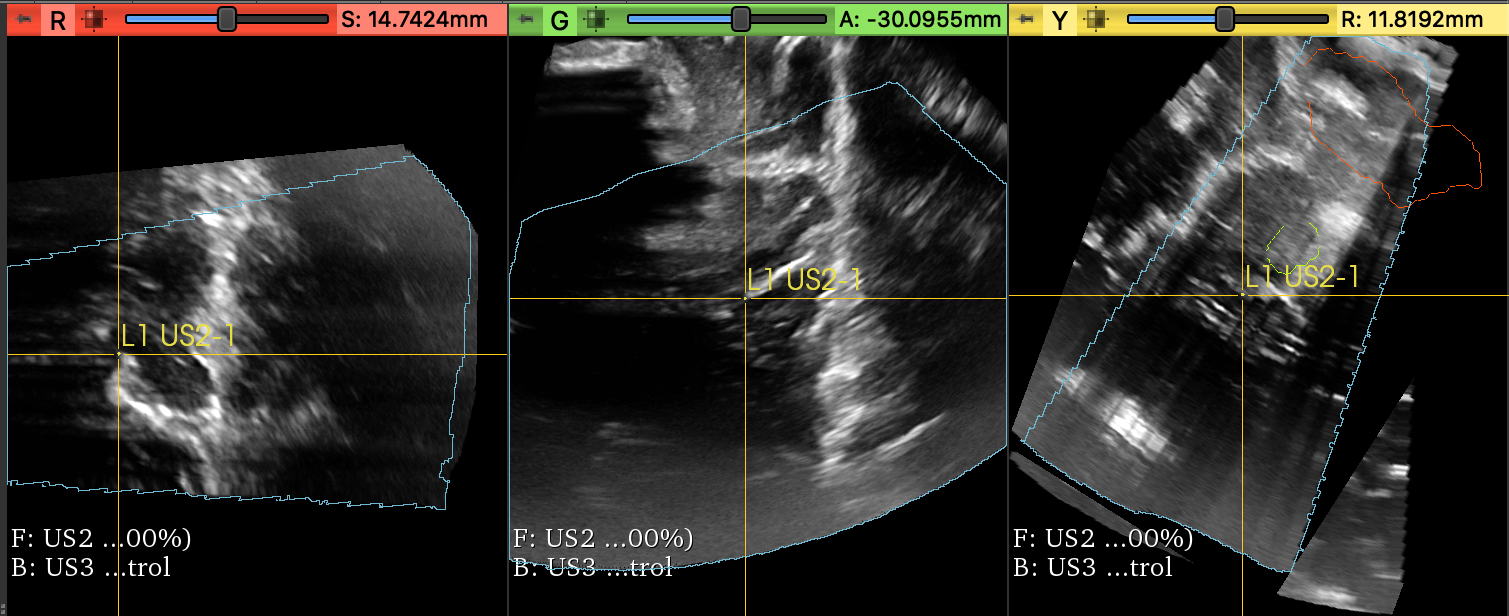 R S: 14.7424mm
G A: -30.0955mm
Y R: 11.8192mm
L1 US2-1
L1 US2-1
L1 US2-1
F: US2 ...00%)
B: US3 ...trol
F: US2 ...00%)
B: US3 ...trol
F: US2 ...00%)
B: US3 ...trol